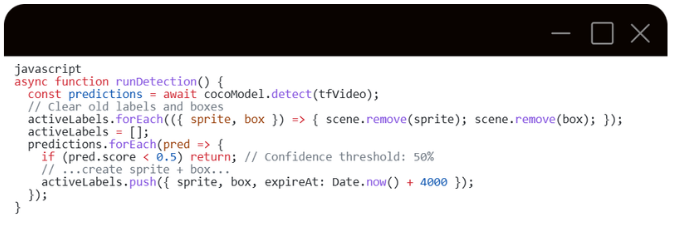 javascript
async function runDetection() {
  const predictions = await cocoModel.detect(tfVideo);
  // Clear old labels and boxes
  activeLabels.forEach(({ sprite, box }) => { scene.remove(sprite); scene.remove(box); });
  activeLabels = [];
  predictions.forEach(pred => {
    if (pred.score < 0.5) return; // Confidence threshold: 50%
    // ...create sprite + box...
    activeLabels.push({ sprite, box, expireAt: Date.now() + 4000 });
  });
}